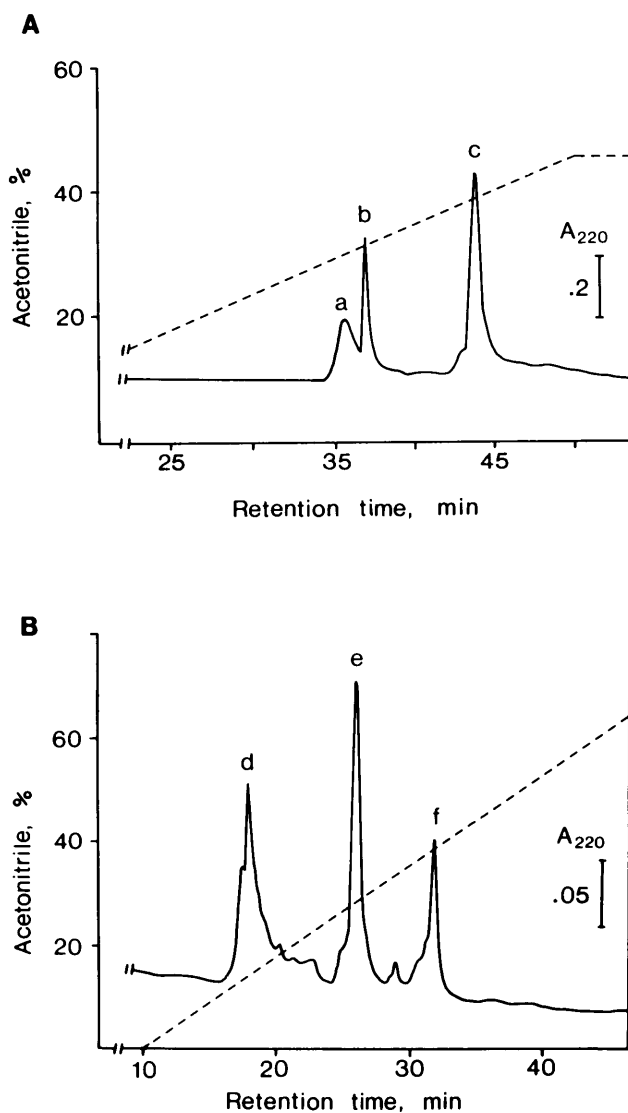 A
60
40
20
Acetonitrile, %
a
b
c
A220
.2
25
35
45
Retention time, min
B
60
40
20
Acetonitrile, %
d
e
f
A220
.05
10
20
30
40
Retention time, min